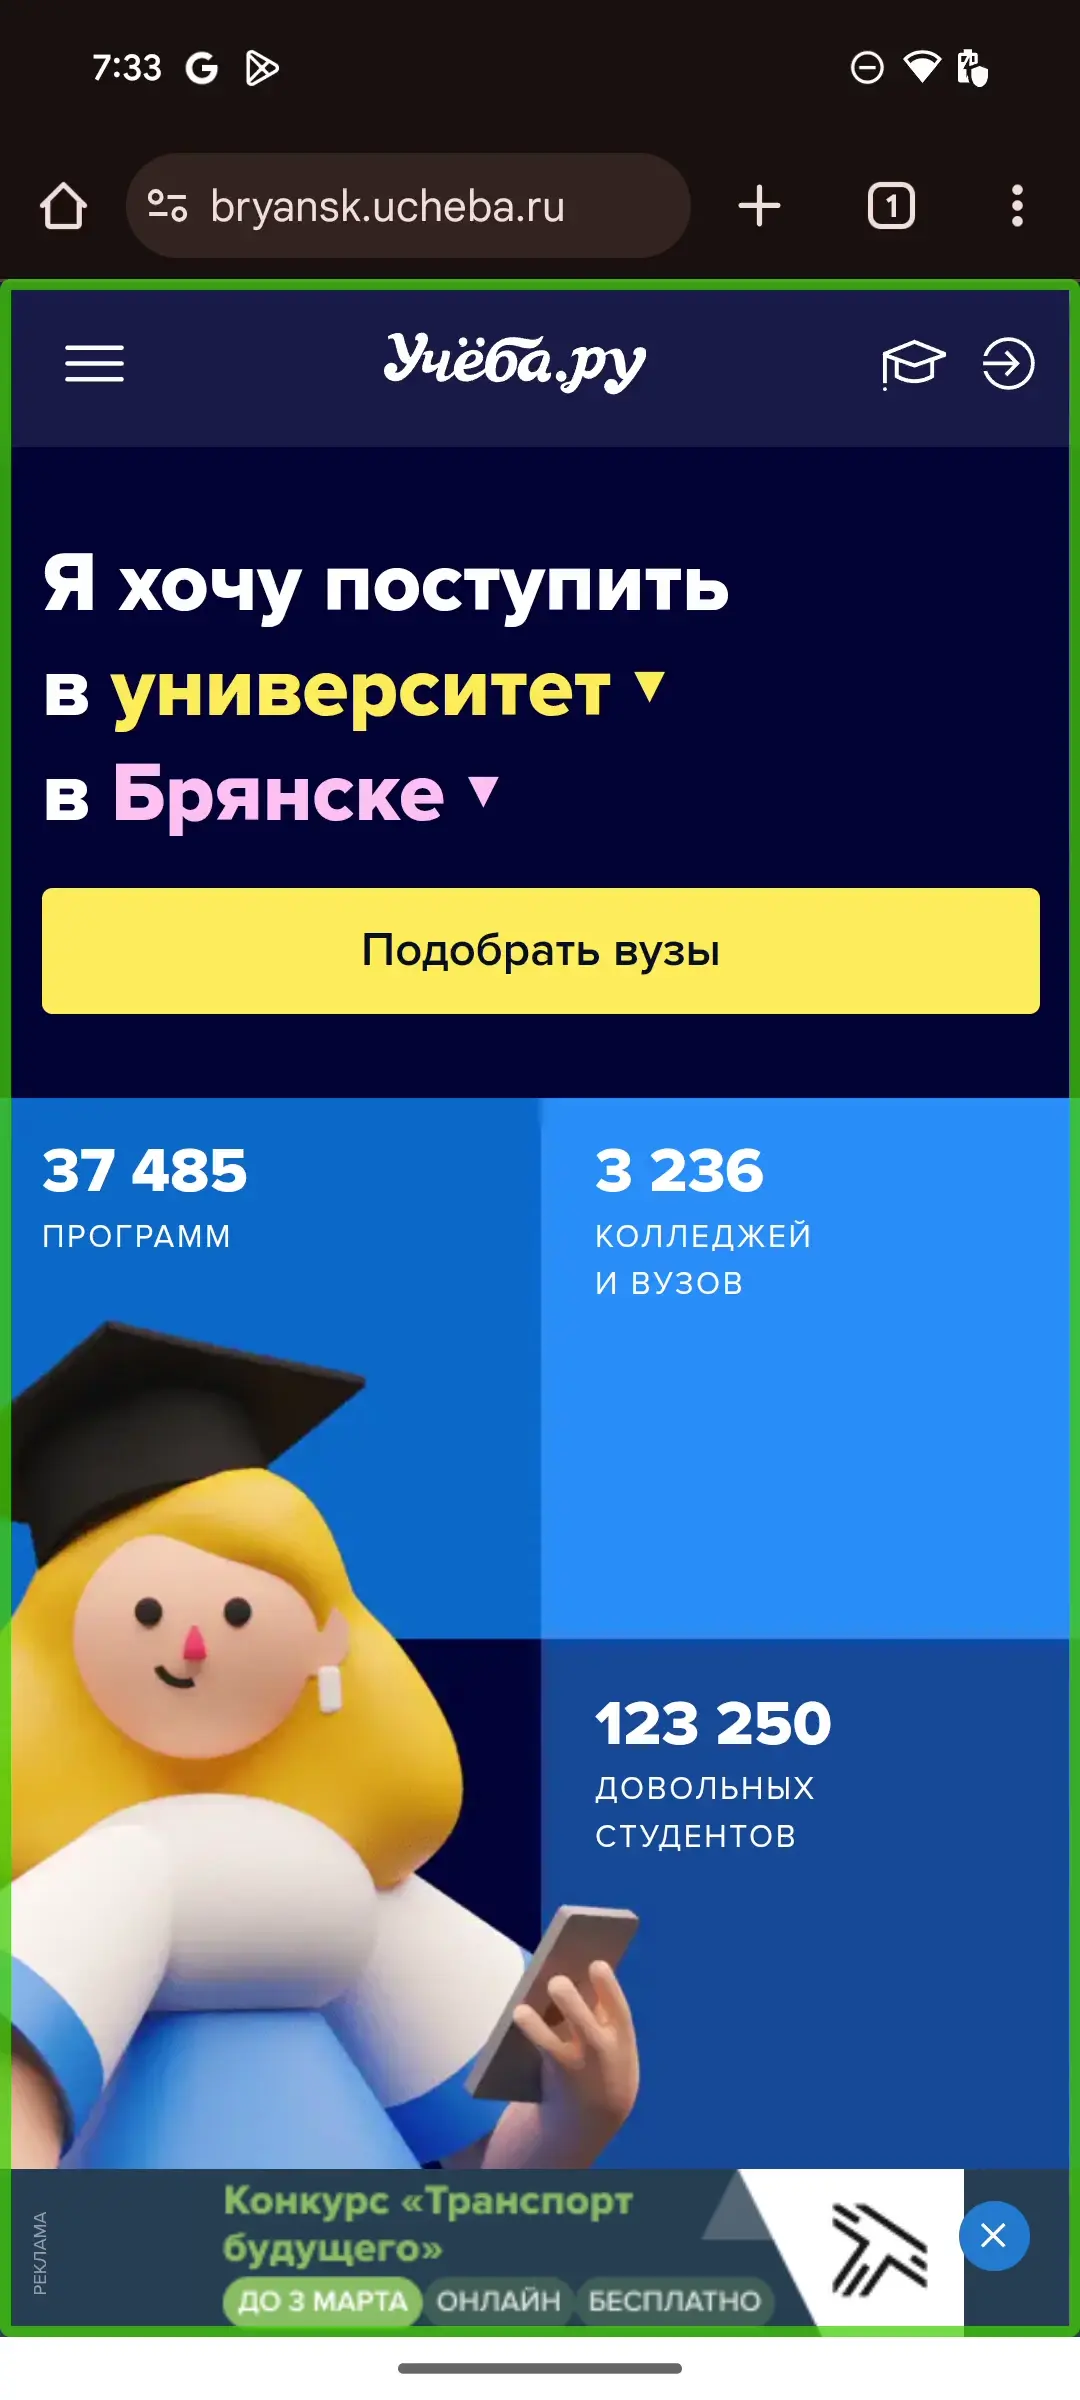 7:33
bryansk.ucheba.ru
1
Учёба.ру
Я хочу поступить
в университет
в Брянске
Подобрать вузы
37 485
ПРОГРАММ
3 236
КОЛЛЕДЖЕЙ
И ВУЗОВ
123 250
ДОВОЛЬНЫХ
СТУДЕНТОВ
РЕКЛАМА
Конкурс «Транспорт
будущего»
ДО 3 МАРТА ОНЛАЙН БЕСПЛАТНО